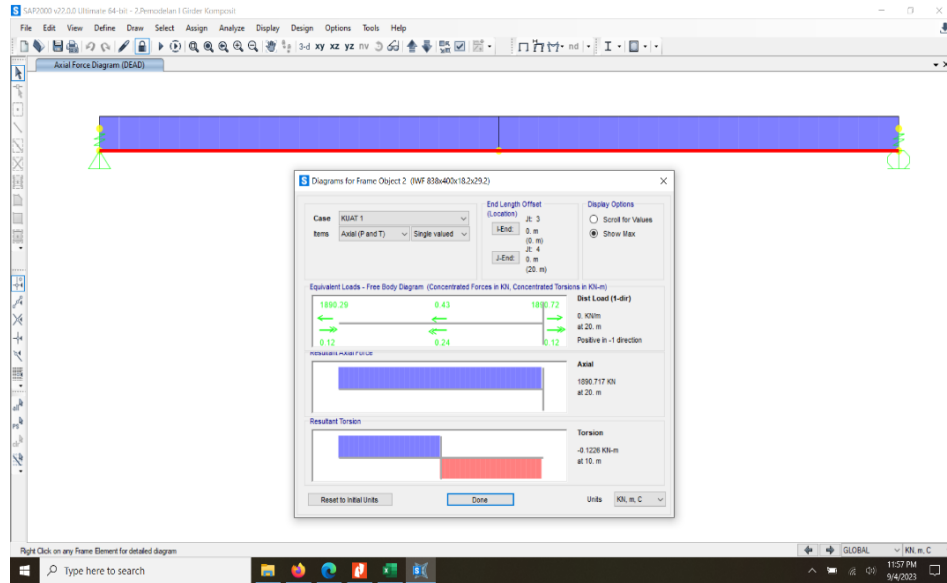 SAP2000 v22.0.0 Ultimate 64-bit - 2.Pemodelan I Girder Komposit
File Edit View Define Draw Select Assign Analyze Display Design Options Tools Help
3-d xy xz yz nv nd
Axial Force Diagram (DEAD)
Diagrams for Frame Object 2 (IWF 838x400x18.2x29.2)
Case KUAT 1
Items Axial (P and T) Single valued
End Length Offset (Location)
Jt: 3
I-End: 0. m
(0. m)
Jt: 4
J-End: 0. m
(20. m)
Display Options
Scroll for Values
Show Max
Equivalent Loads - Free Body Diagram (Concentrated Forces in KN, Concentrated Torsions in KN-m)
1890.29 0.43 1890.72
0.12 0.24 0.12
Dist Load (1-dir)
0. KN/m
at 20. m
Positive in -1 direction
Resultant Axial Force
Axial
1890.717 KN
at 20. m
Resultant Torsion
Torsion
-0.1226 KN-m
at 10. m
Reset to Initial Units Done Units KN, m, C
Right Click on any Frame Element for detailed diagram GLOBAL KN, m, C
Type here to search
11:57 PM
9/4/2023